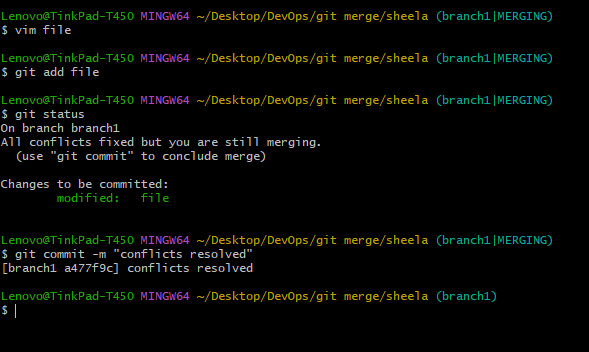 Lenovo@TinkPad-T450 MINGW64 ~/Desktop/DevOps/git merge/sheela (branch1|MERGING)
$ vim file
Lenovo@TinkPad-T450 MINGW64 ~/Desktop/DevOps/git merge/sheela (branch1|MERGING)
$ git add file
Lenovo@TinkPad-T450 MINGW64 ~/Desktop/DevOps/git merge/sheela (branch1|MERGING)
$ git status
On branch branch1
All conflicts fixed but you are still merging.
  (use "git commit" to conclude merge)
Changes to be committed:
        modified:   file
Lenovo@TinkPad-T450 MINGW64 ~/Desktop/DevOps/git merge/sheela (branch1|MERGING)
$ git commit -m "conflicts resolved"
[branch1 a477f9c] conflicts resolved
Lenovo@TinkPad-T450 MINGW64 ~/Desktop/DevOps/git merge/sheela (branch1)
$